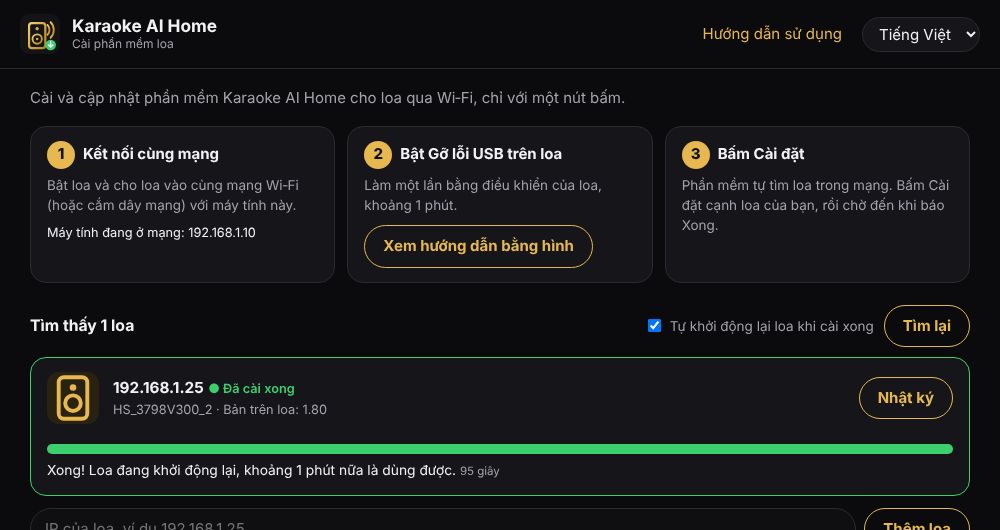 Karaoke AI Home
Cài phần mềm loa
Hướng dẫn sử dụng
Tiếng Việt
Cài và cập nhật phần mềm Karaoke AI Home cho loa qua Wi-Fi, chỉ với một nút bấm.
1 Kết nối cùng mạng
Bật loa và cho loa vào cùng mạng Wi-Fi
(hoặc cắm dây mạng) với máy tính này.
Máy tính đang ở mạng: 192.168.1.10
2 Bật Gỡ lỗi USB trên loa
Làm một lần bằng điều khiển của loa,
khoảng 1 phút.
Xem hướng dẫn bằng hình
3 Bấm Cài đặt
Phần mềm tự tìm loa trong mạng. Bấm Cài
đặt cạnh loa của bạn, rồi chờ đến khi báo
Xong.
Tìm thấy 1 loa
Tự khởi động lại loa khi cài xong
Tìm lại
192.168.1.25 Đã cài xong
HS_3798V300_2 · Bản trên loa: 1.80
Nhật ký
Xong! Loa đang khởi động lại, khoảng 1 phút nữa là dùng được. 95 giây
IP của loa, ví dụ 192.168.1.25
Thêm loa